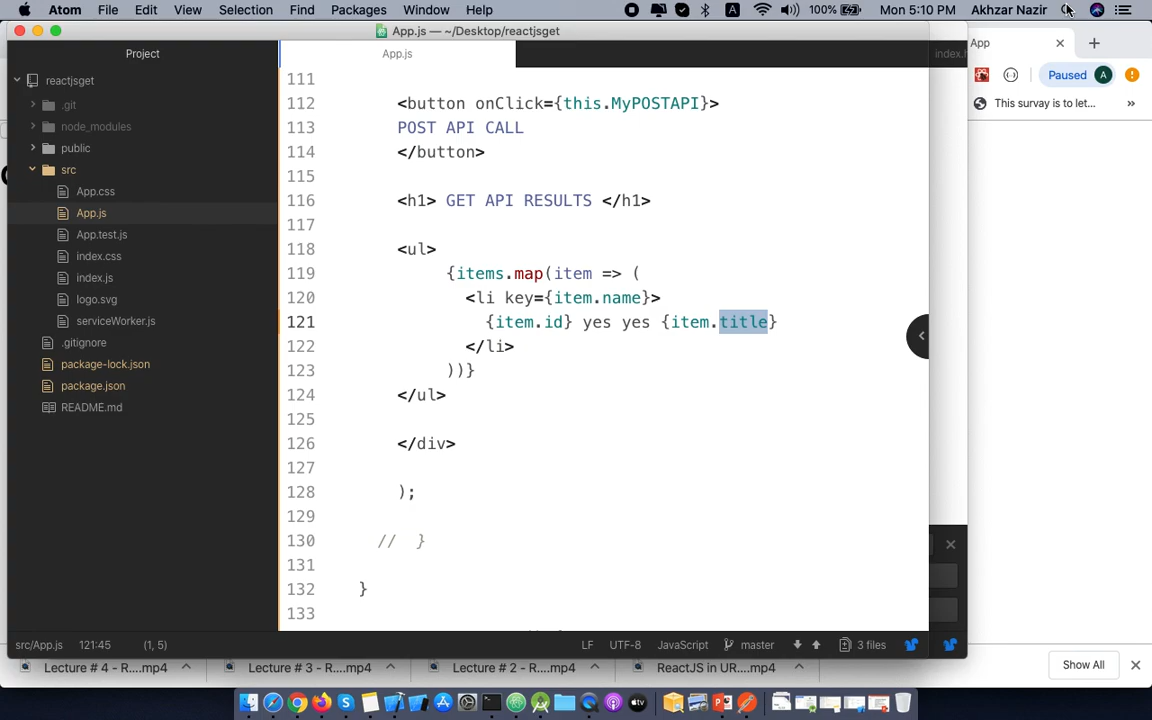 Atom File Edit View Selection Find Packages Window Help A 100% Mon 5:10 PM Akhzar Nazir
App.js — ~/Desktop/reactjsget
Project
App.js
App
Paused A
This survay is to let... »
reactjsget
.git
node_modules
public
src
App.css
App.js
App.test.js
index.css
index.js
logo.svg
serviceWorker.js
.gitignore
package-lock.json
package.json
README.md
111
112 <button onClick={this.MyPOSTAPI}>
113 POST API CALL
114 </button>
115
116 <h1> GET API RESULTS </h1>
117
118 <ul>
119 {items.map(item => (
120 <li key={item.name}>
121 {item.id} yes yes {item.title}
122 </li>
123 ))}
124 </ul>
125
126 </div>
127
128 );
129
130 // }
131
132 }
133
src/App.js 121:45 (1, 5) LF UTF-8 JavaScript master 3 files
Lecture # 4 - R....mp4 Lecture # 3 - R....mp4 Lecture # 2 - R....mp4 ReactJS in UR....mp4 Show All